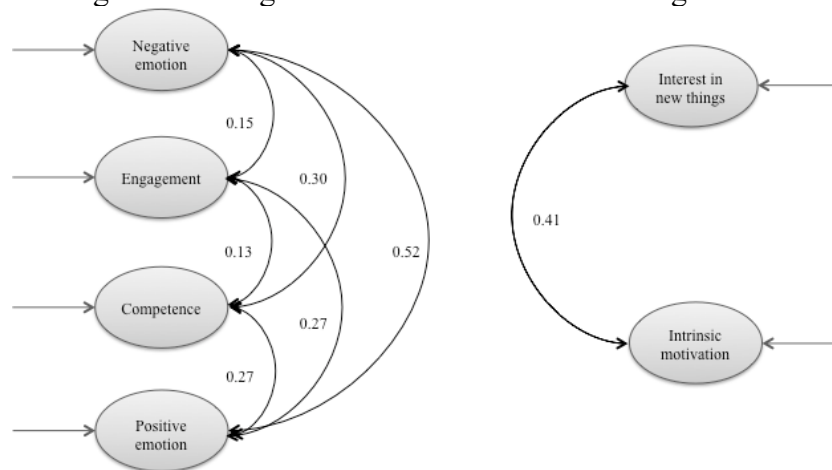 Negative
emotion
0.15
Engagement
0.30
0.13
0.52
Competence
0.27
0.27
Positive
emotion
Interest in
new things
0.41
Intrinsic
motivation